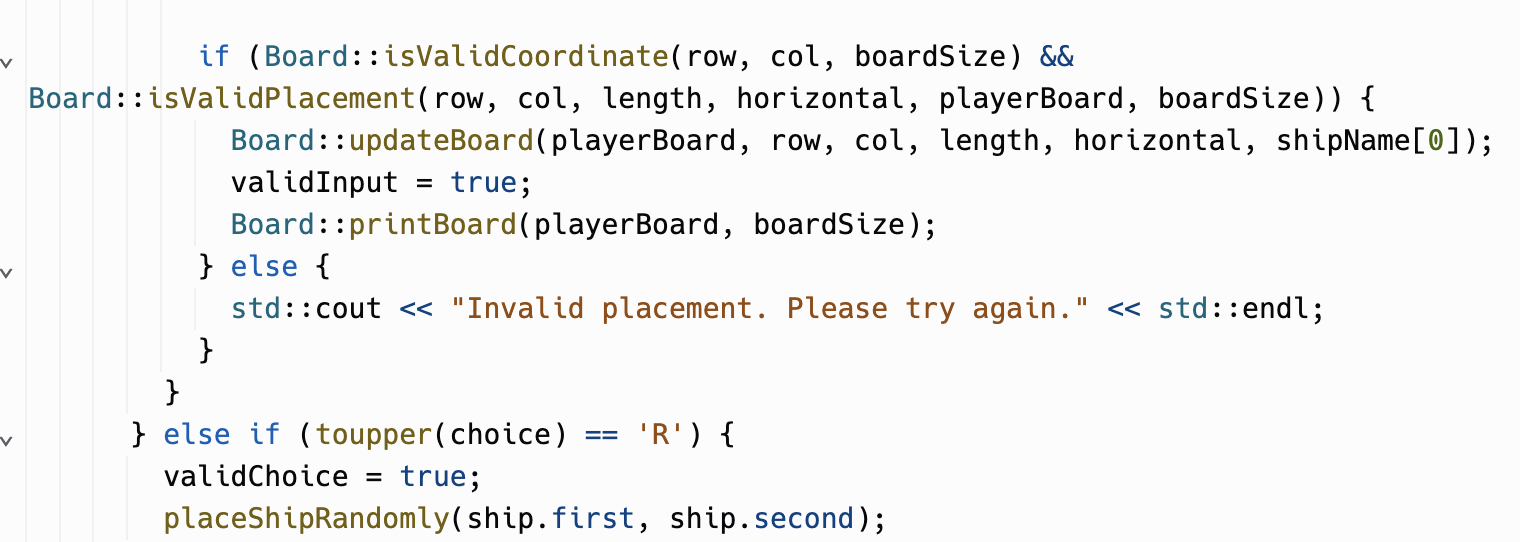 if (Board::isValidCoordinate(row, col, boardSize) &&
Board::isValidPlacement(row, col, length, horizontal, playerBoard, boardSize)) {
Board::updateBoard(playerBoard, row, col, length, horizontal, shipName[0]);
validInput = true;
Board::printBoard(playerBoard, boardSize);
} else {
std::cout << "Invalid placement. Please try again." << std::endl;
}
}
} else if (toupper(choice) == 'R') {
validChoice = true;
placeShipRandomly(ship.first, ship.second);